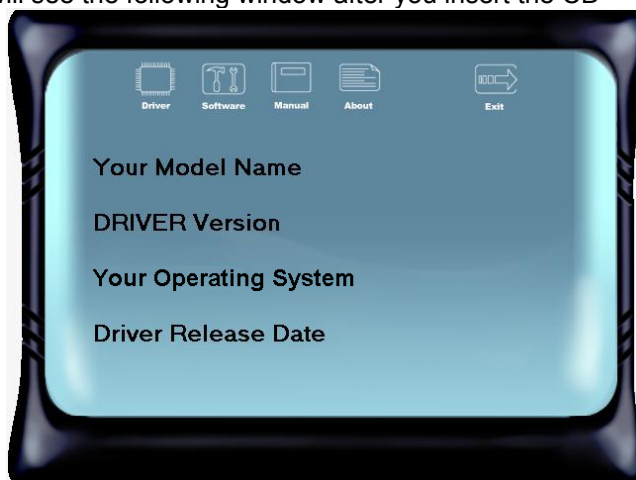 ill see the following window after you insert the CD
Driver Software Manual About Exit
Your Model Name
DRIVER Version
Your Operating System
Driver Release Date